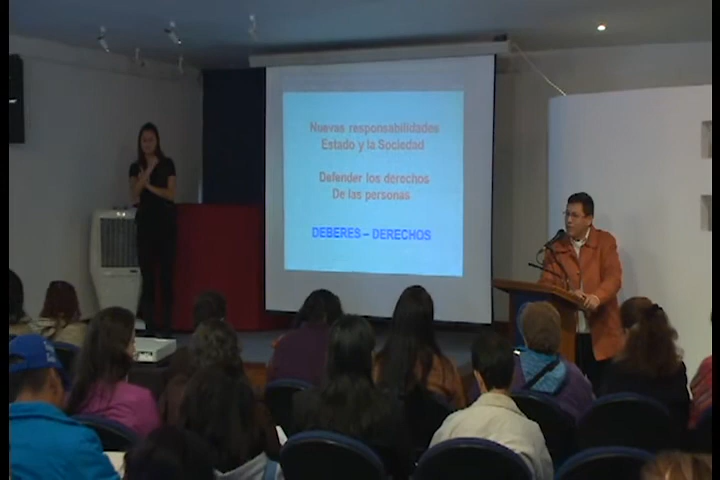 Nuevas responsabilidades
Estado y la Sociedad
Defender los derechos
De las personas
DEBERES – DERECHOS